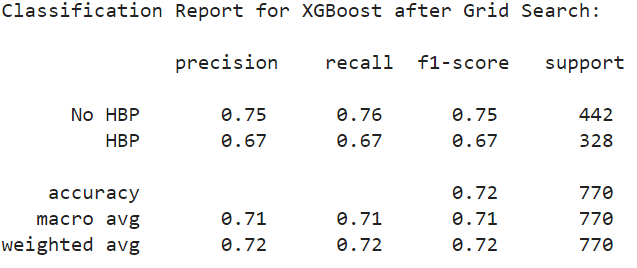 Classification Report for XGBoost after Grid Search:
precision recall f1-score support
No HBP 0.75 0.76 0.75 442
HBP 0.67 0.67 0.67 328
accuracy 0.72 770
macro avg 0.71 0.71 0.71 770
weighted avg 0.72 0.72 0.72 770